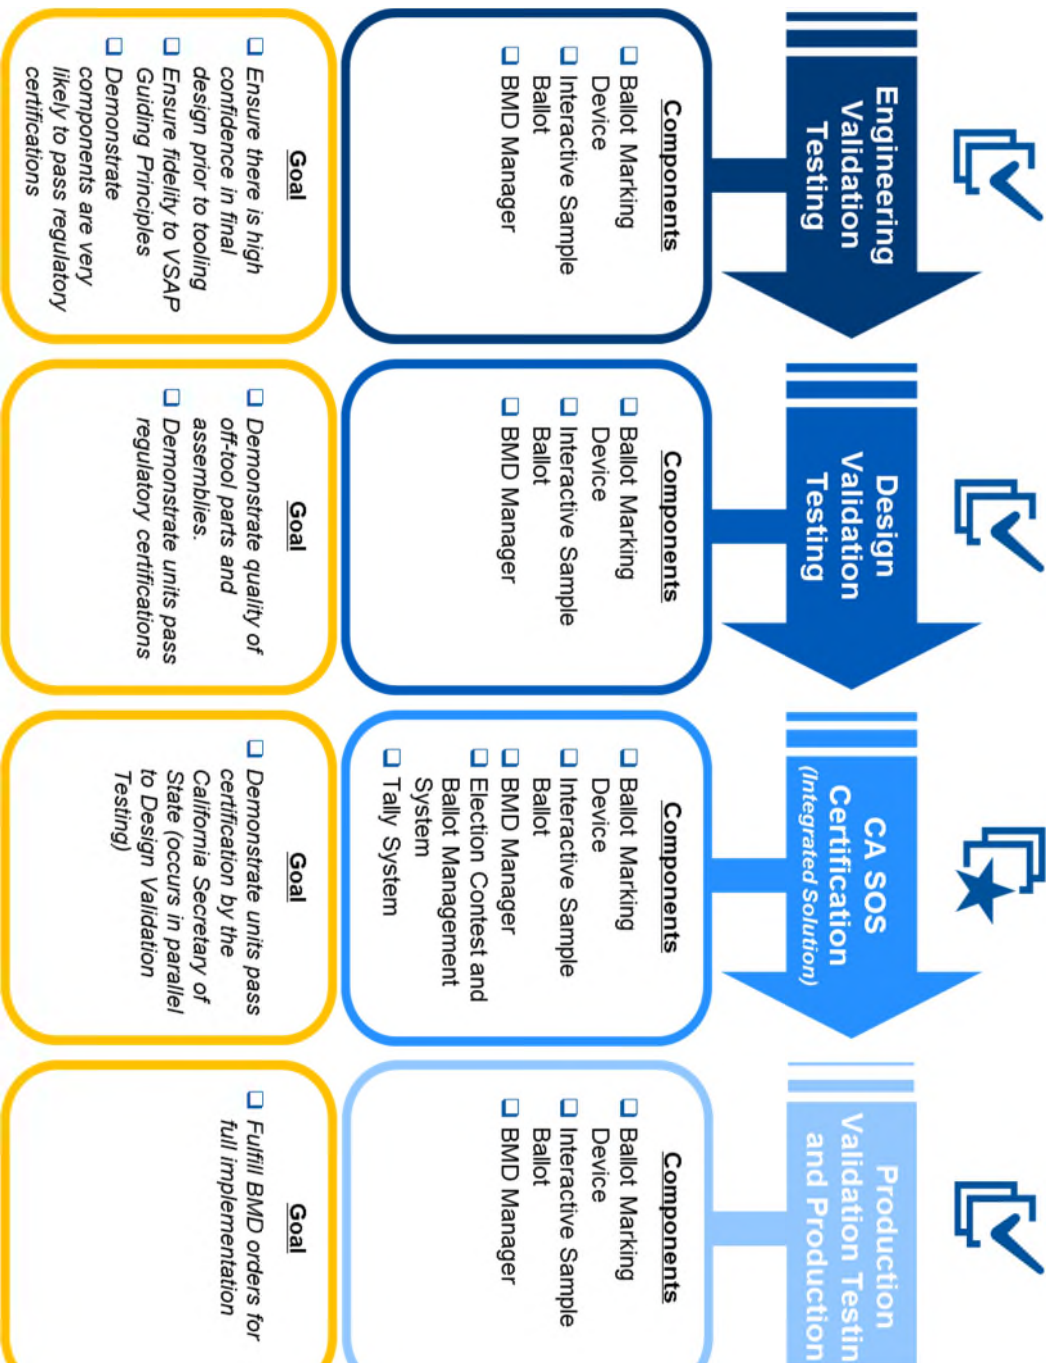 Engineering
Validation
Testing
Components
❑ Ballot Marking
Device
❑ Interactive Sample
Ballot
❑ BMD Manager
Goal
❑ Ensure there is high
confidence in final
design prior to tooling
❑ Ensure fidelity to VSAP
Guiding Principles
❑ Demonstrate
components are very
likely to pass regulatory
certifications
Design
Validation
Testing
Components
❑ Ballot Marking
Device
❑ Interactive Sample
Ballot
❑ BMD Manager
Goal
❑ Demonstrate quality of
off-tool parts and
assemblies.
❑ Demonstrate units pass
regulatory certifications
CA SOS
Certification
(Integrated Solution)
Components
❑ Ballot Marking
Device
❑ Interactive Sample
Ballot
❑ BMD Manager
❑ Election Contest and
Ballot Management
System
❑ Tally System
Goal
❑ Demonstrate units pass
certification by the
California Secretary of
State (occurs in parallel
to Design Validation
Testing)
Production
Validation Testin
and Production
Components
❑ Ballot Marking
Device
❑ Interactive Sample
Ballot
❑ BMD Manager
Goal
❑ Fulfill BMD orders for
full implementation